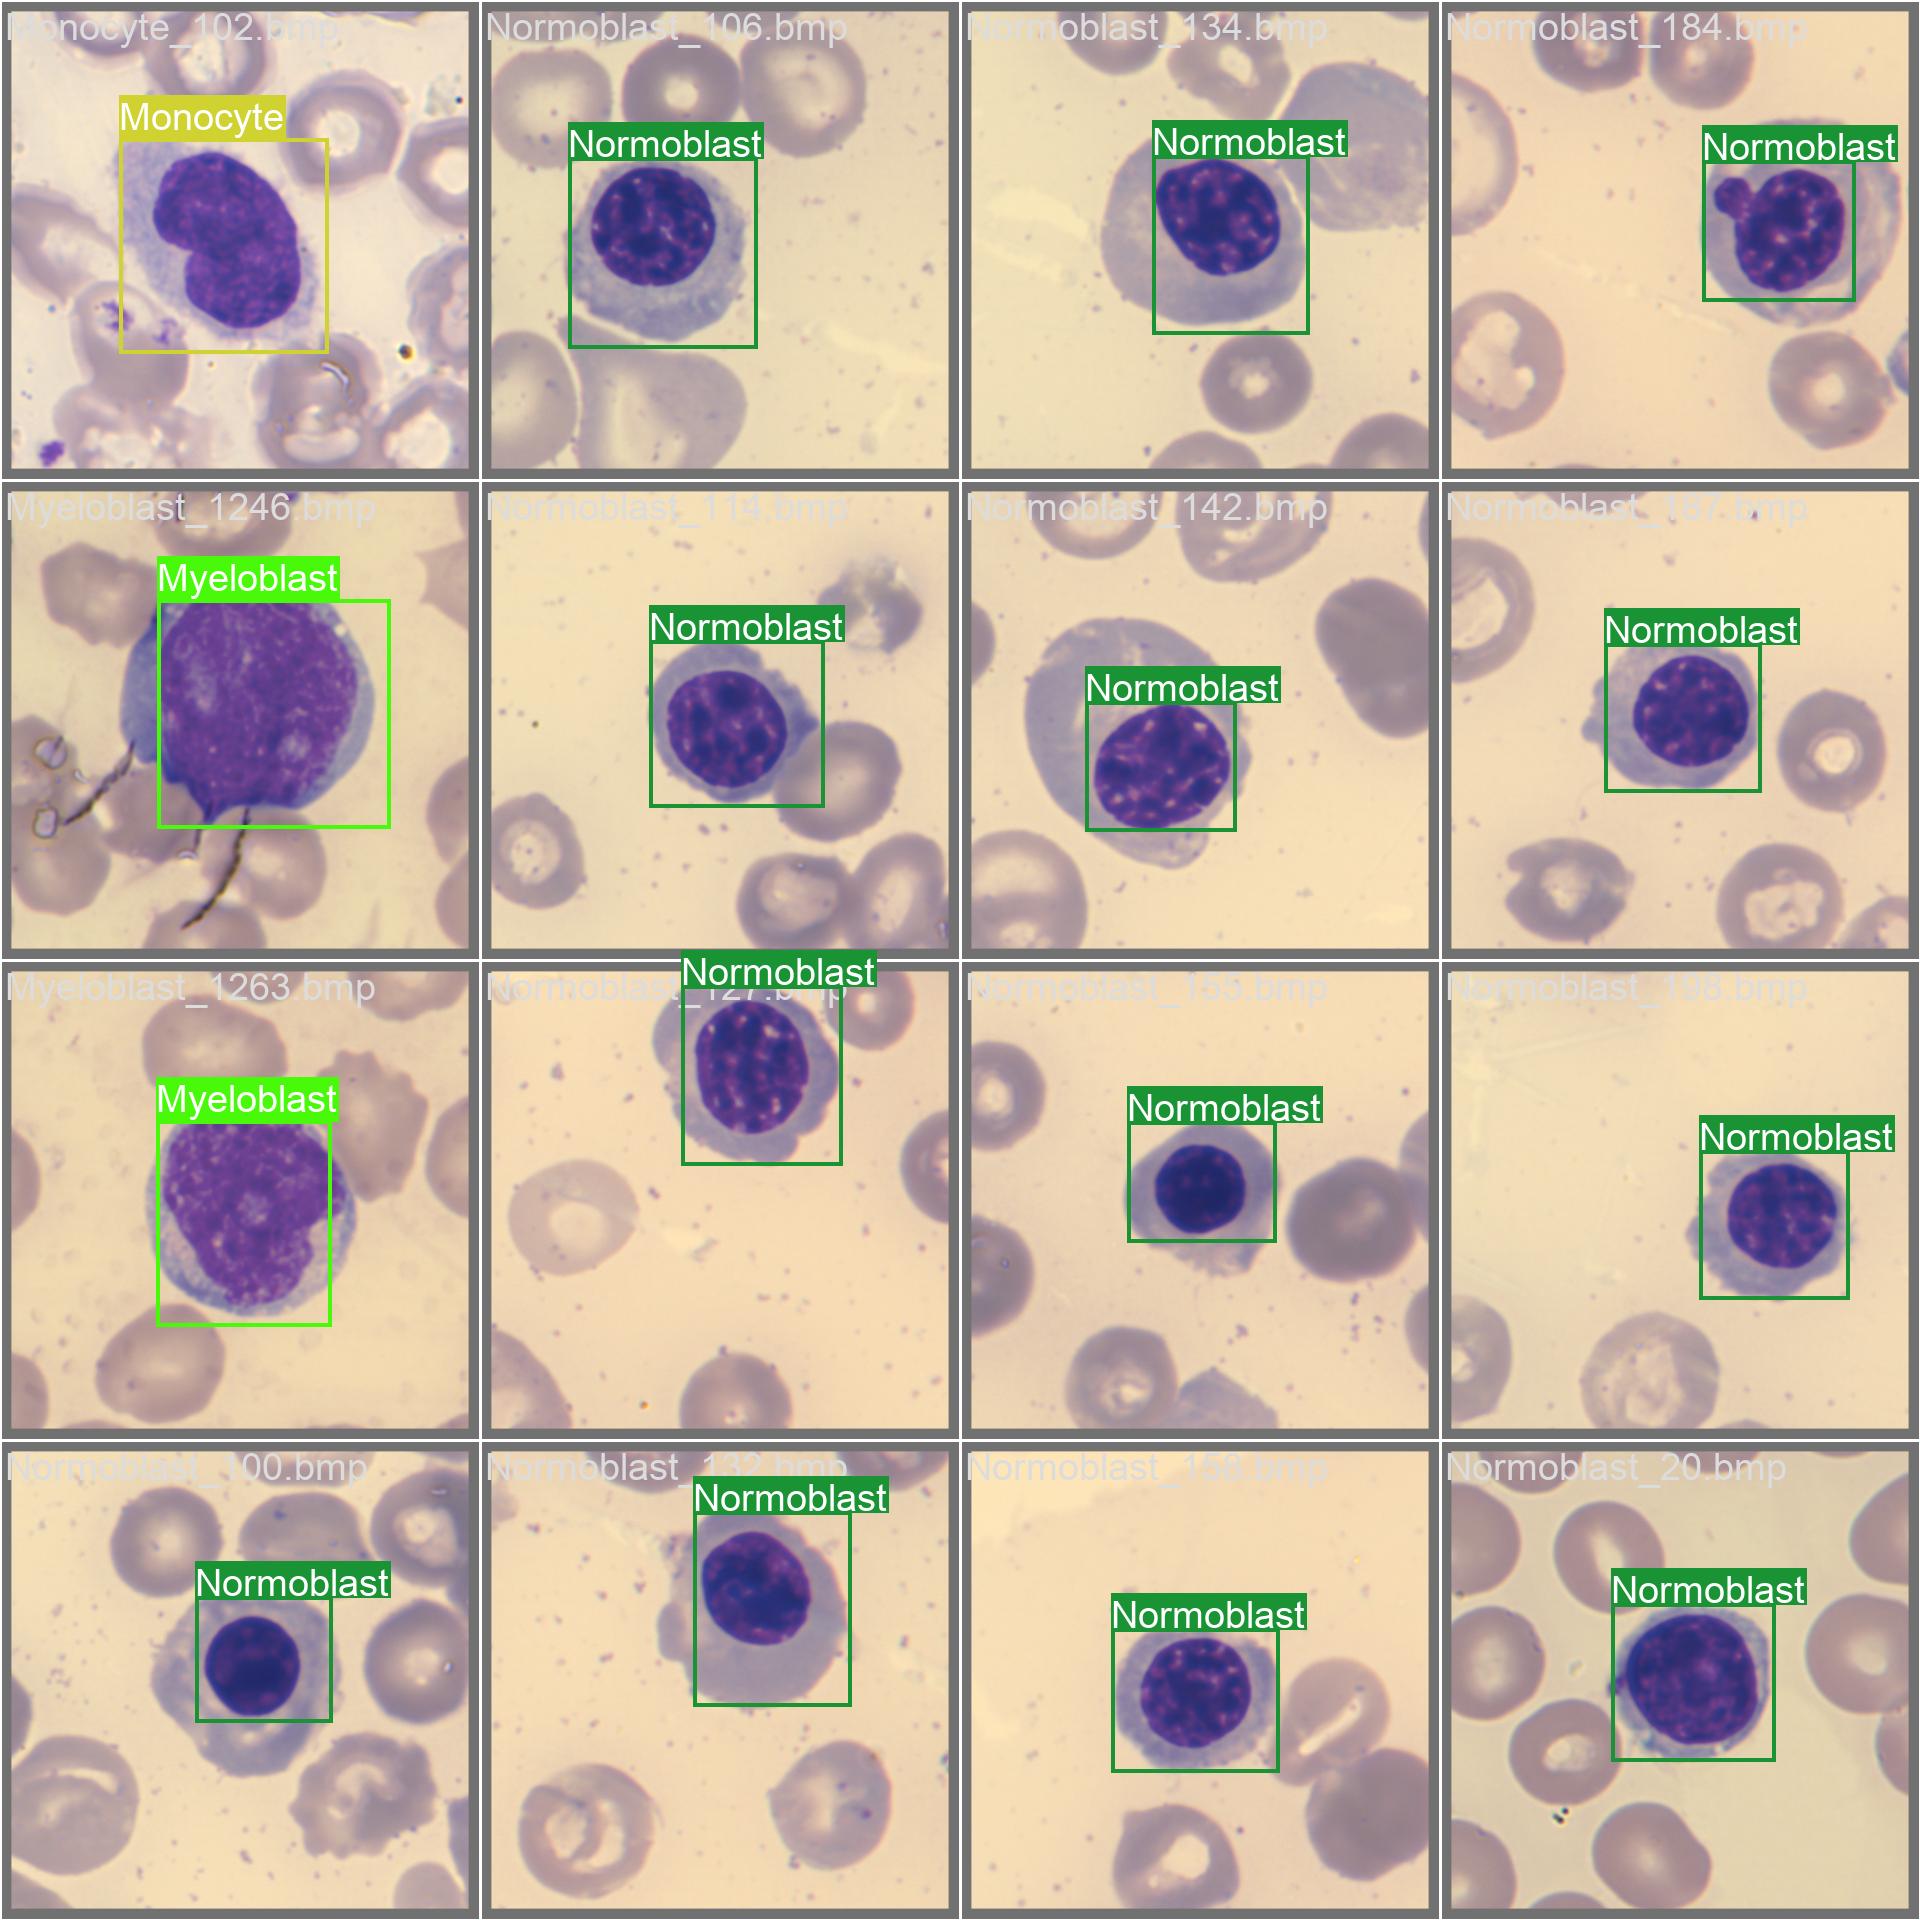 Monocyte_102.bmp
Monocyte
Normoblast_106.bmp
Normoblast
Normoblast_134.bmp
Normoblast
Normoblast_184.bmp
Normoblast
Myeloblast_1246.bmp
Myeloblast
Normoblast_114.bmp
Normoblast
Normoblast_142.bmp
Normoblast
Normoblast_187.bmp
Normoblast
Myeloblast_1263.bmp
Myeloblast
Normoblast_127.bmp
Normoblast
Normoblast_155.bmp
Normoblast
Normoblast_198.bmp
Normoblast
Normoblast_100.bmp
Normoblast
Normoblast_132.bmp
Normoblast
Normoblast_158.bmp
Normoblast
Normoblast_20.bmp
Normoblast